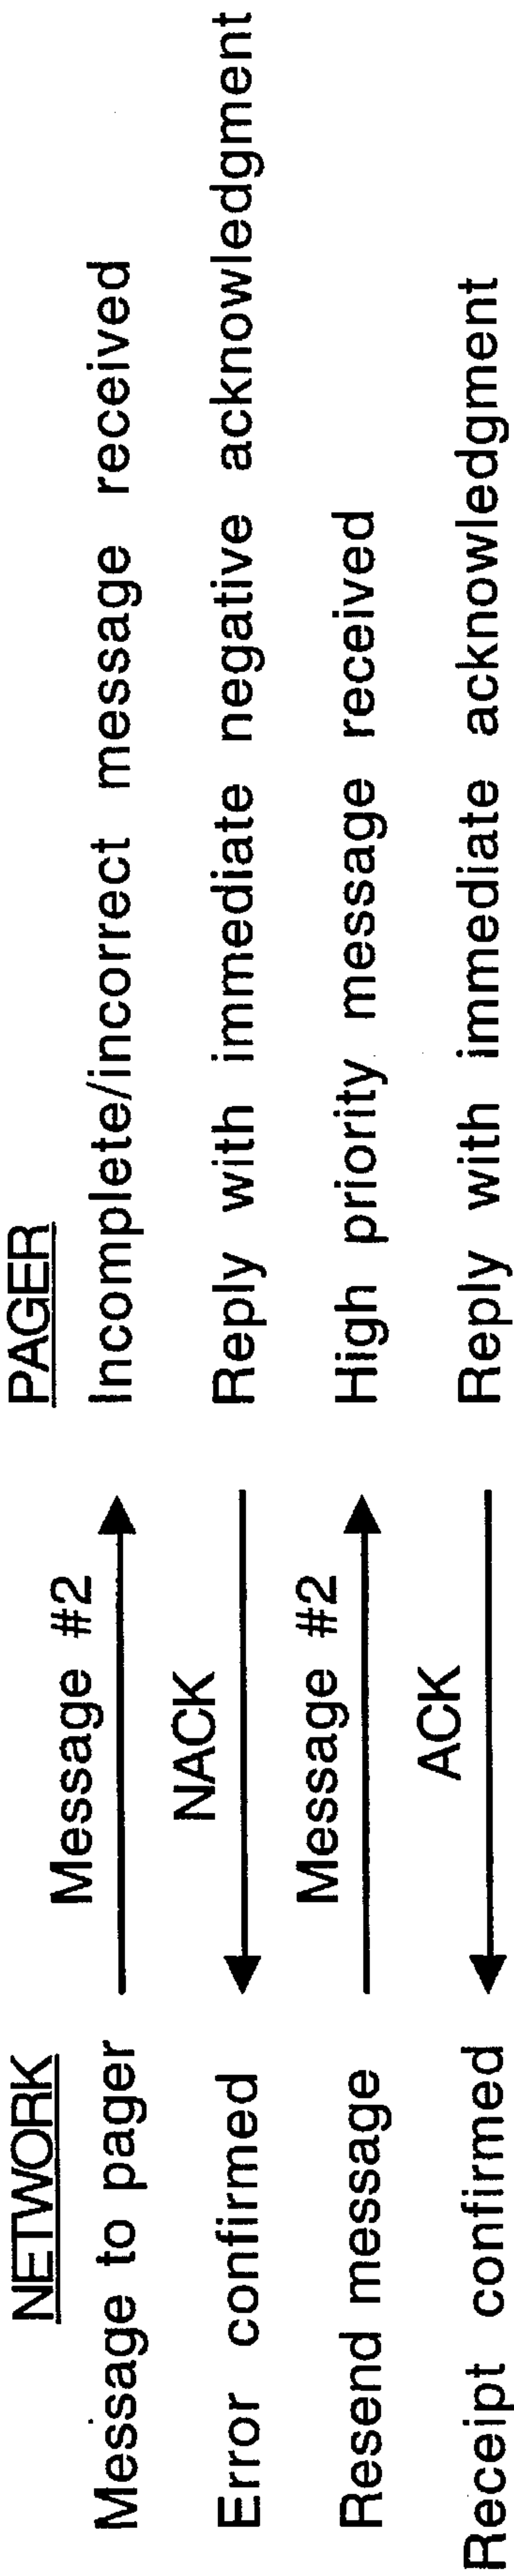 NETWORK PAGER
Message #2
Message to pager Incomplete/incorrect message received
NACK
Error confirmed Reply with immediate negative acknowledgment
Message #2
Resend message High priority message received
ACK
Receipt confirmed Reply with immediate acknowledgment